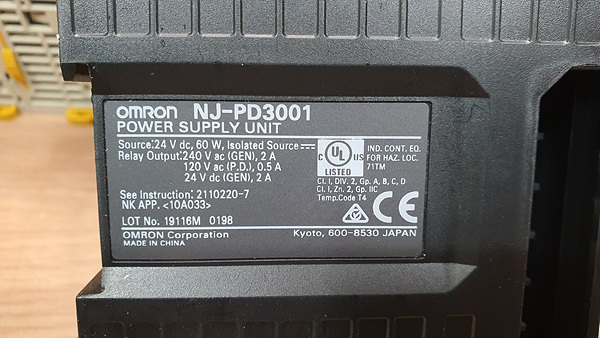 OMRON NJ-PD3001
POWER SUPPLY UNIT
Source:24 V dc, 60 W, Isolated Source
Relay Output:240 V ac (GEN), 2 A
120 V ac (P.D.), 0.5 A
24 V dc (GEN), 2 A
C UL US
LISTED
IND. CONT. EQ.
FOR HAZ. LOC.
71TM
Cl. I, DIV. 2, Gp. A, B, C, D
Cl. I, Zn. 2, Gp. IIC
Temp.Code T4
See Instruction: 2110220-7
NK APP. <10A033>
LOT No. 19116M 0198
CE
OMRON Corporation
Kyoto, 600-8530 JAPAN
MADE IN CHINA